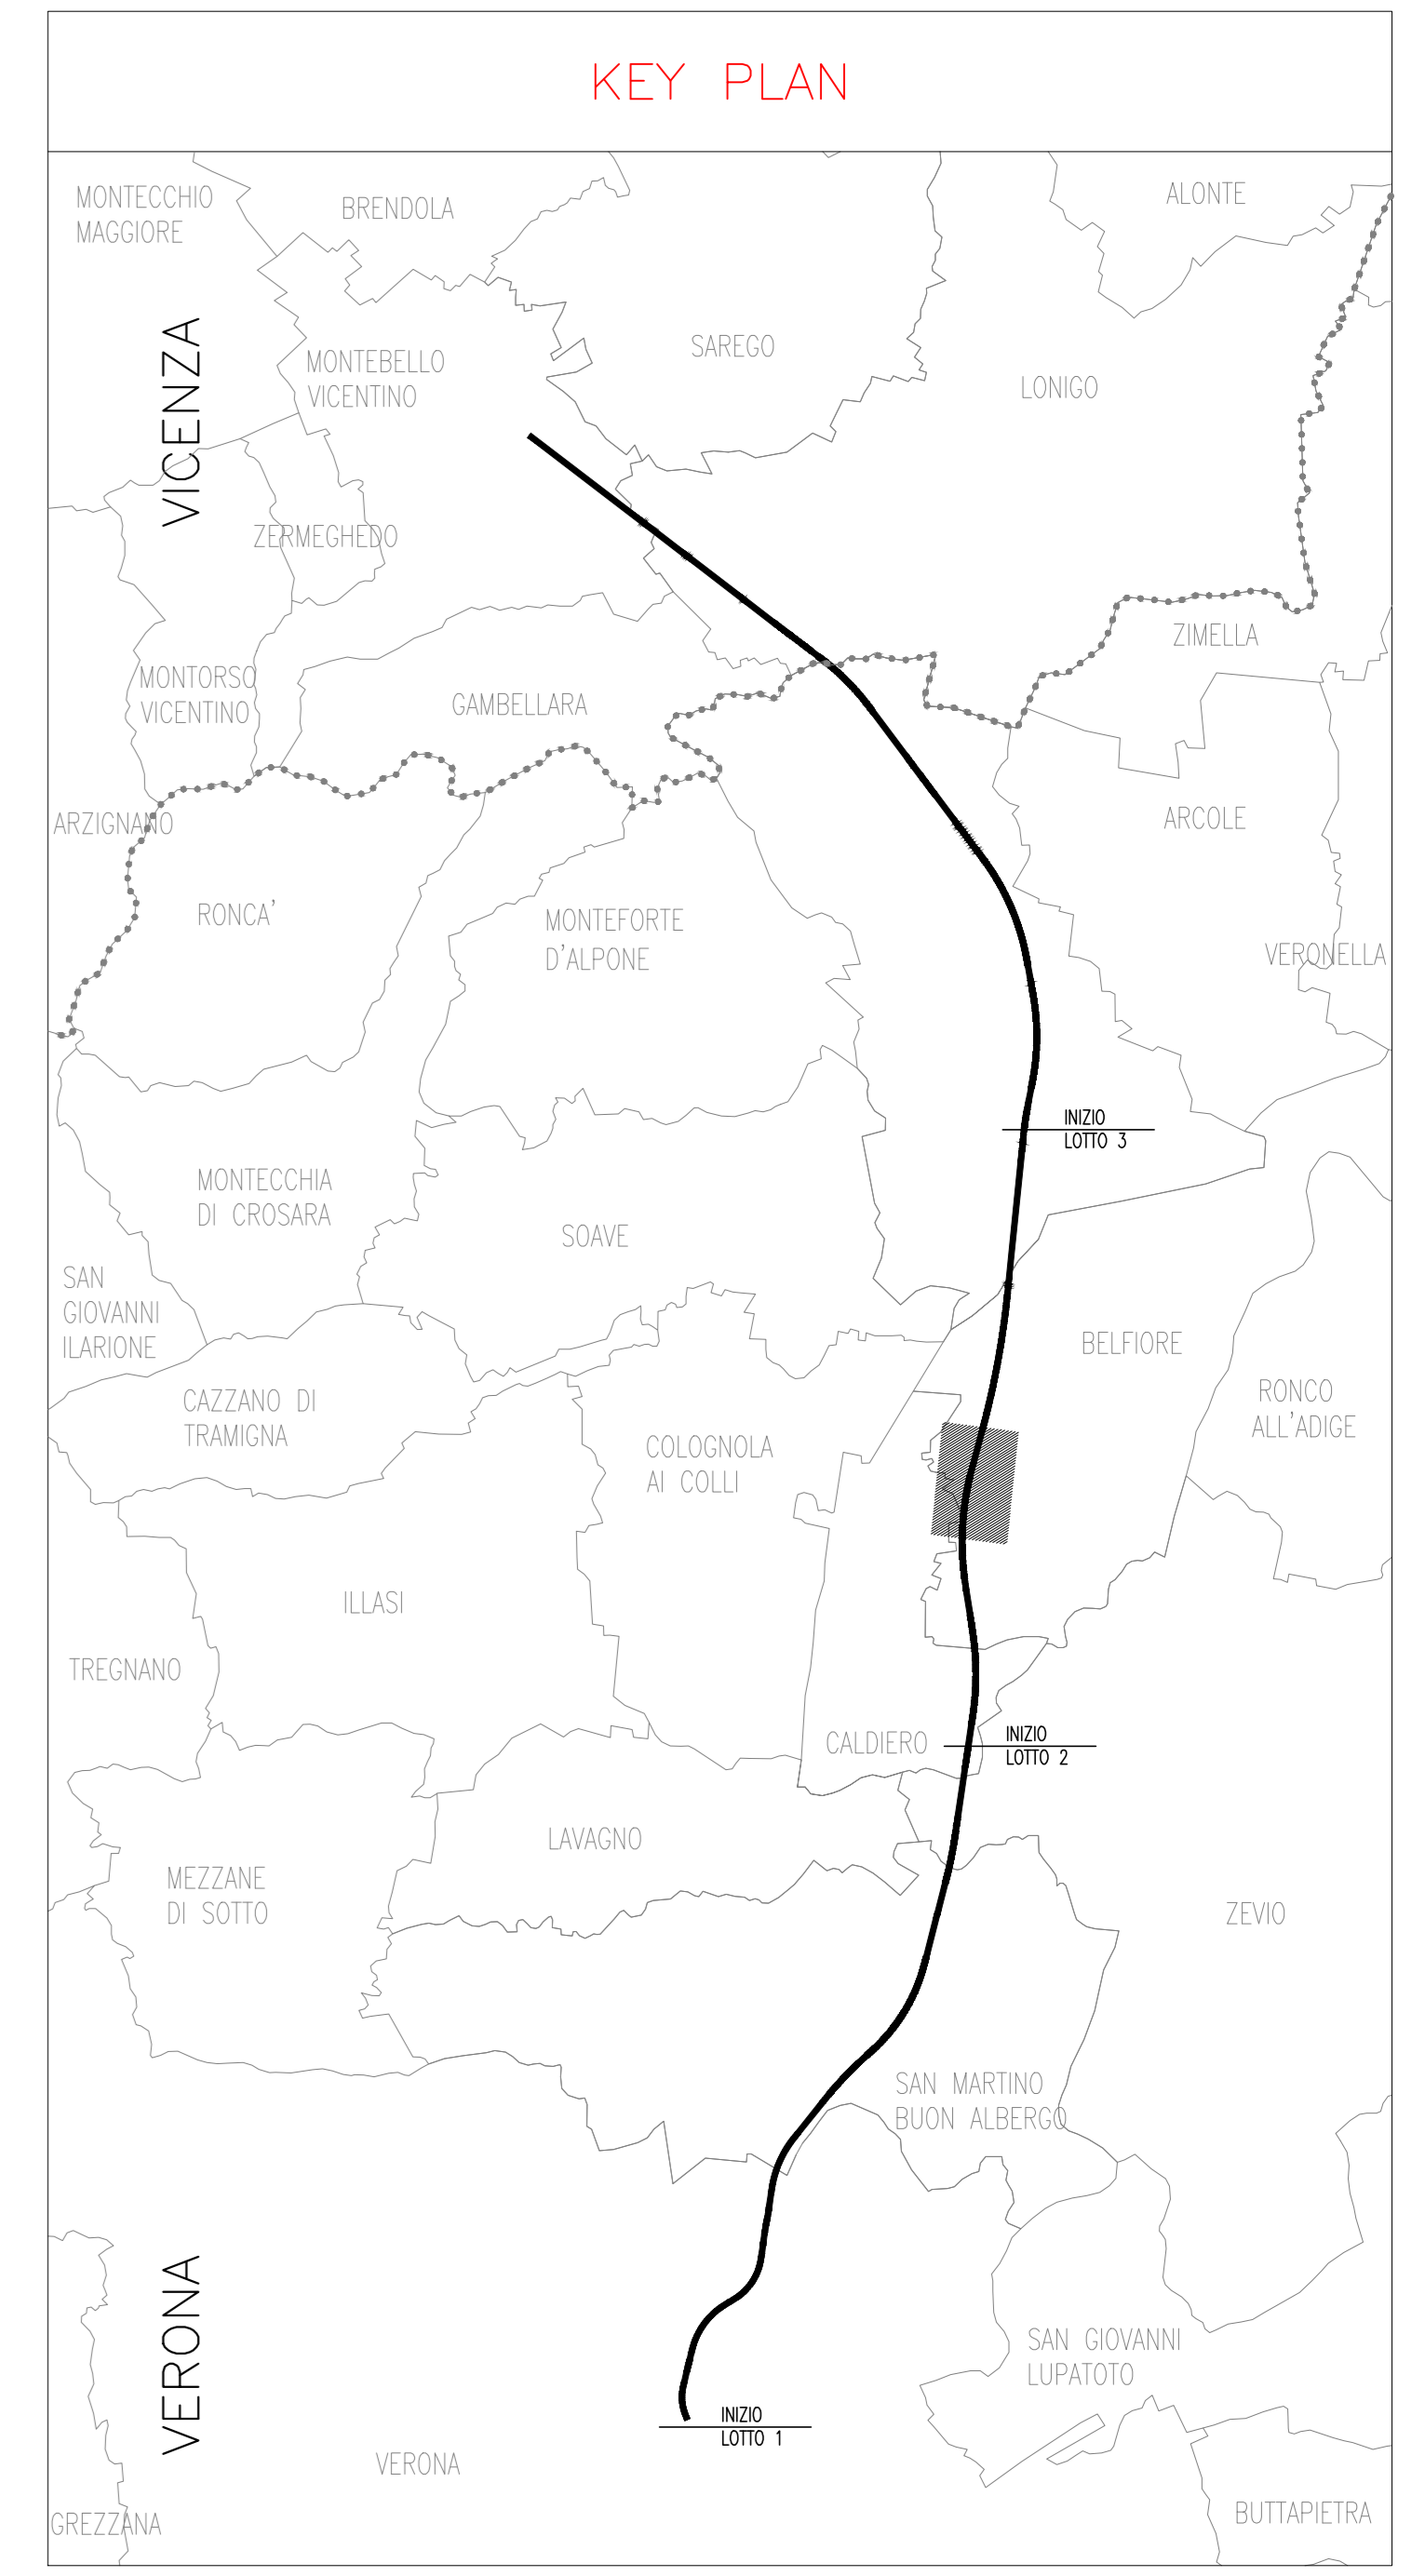 KEY PLAN
MONTECCHIO
MAGGIORE
BRENDOLA
ALONTE
VICENZA
MONTEBELLO
VICENTINO
SAREGO
LONIGO
ZERMEGHEDO
ZIMELLA
MONTORSO
VICENTINO
GAMBELLARA
ARZIGNANO
ARCOLE
RONCA'
MONTEFORTE
D'ALPONE
VERONELLA
INIZIO
LOTTO 3
MONTECCHIA
DI CROSARA
SOAVE
SAN
GIOVANNI
ILARIONE
BELFIORE
CAZZANO DI
TRAMIGNA
RONCO
ALL'ADIGE
COLOGNOLA
AI COLLI
ILLASI
TREGNANO
CALDIERO
INIZIO
LOTTO 2
LAVAGNO
MEZZANE
DI SOTTO
ZEVIO
SAN MARTINO
BUON ALBERGO
VERONA
SAN GIOVANNI
LUPATOTO
INIZIO
LOTTO 1
VERONA
GREZZANA
BUTTAPIETRA